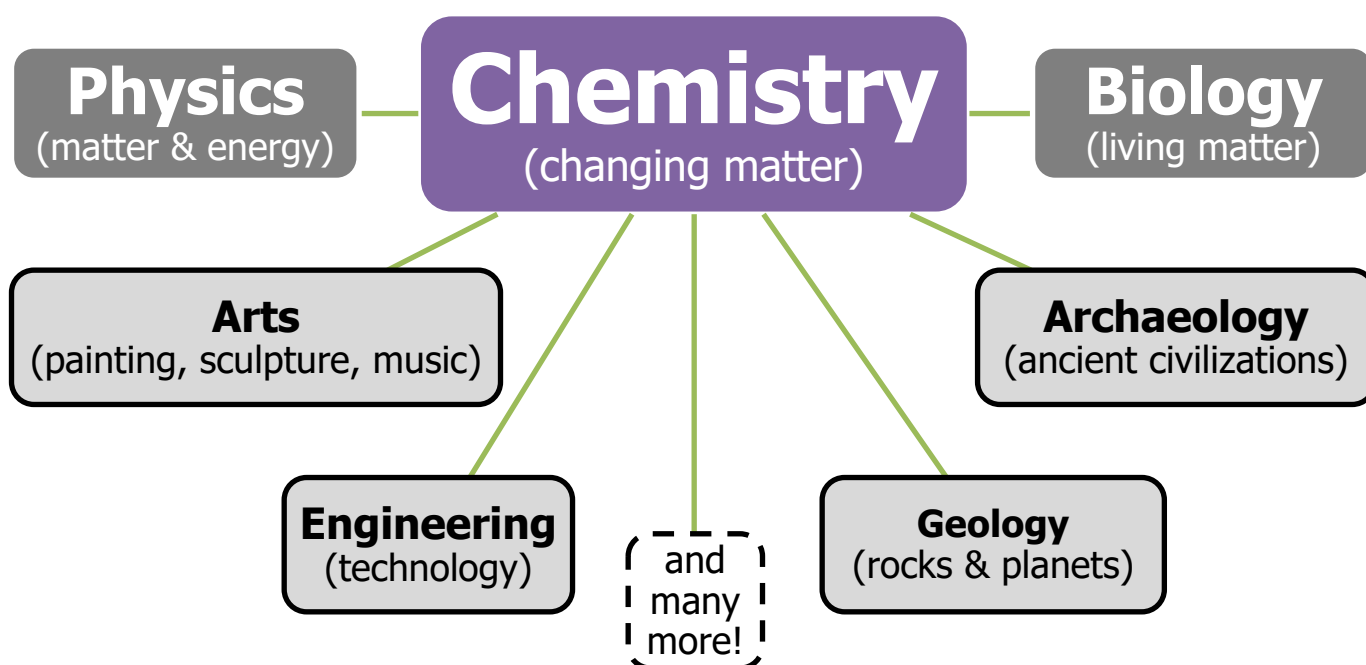 Physics
(matter & energy)
Chemistry
(changing matter)
Biology
(living matter)
Arts
(painting, sculpture, music)
Archaeology
(ancient civilizations)
Engineering
(technology)
and
many
more!
Geology
(rocks & planets)